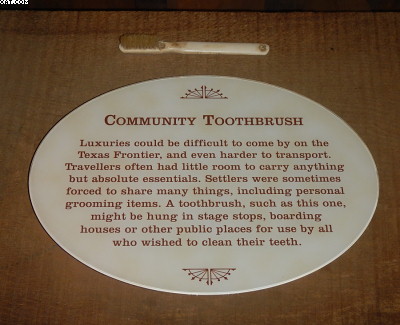 COMMUNITY TOOTHBRUSH
Luxuries could be difficult to come by on the
Texas Frontier, and even harder to transport.
Travellers often had little room to carry anything
but absolute essentials. Settlers were sometimes
forced to share many things, including personal
grooming items. A toothbrush, such as this one,
might be hung in stage stops, boarding
houses or other public places for use by all
who wished to clean their teeth.